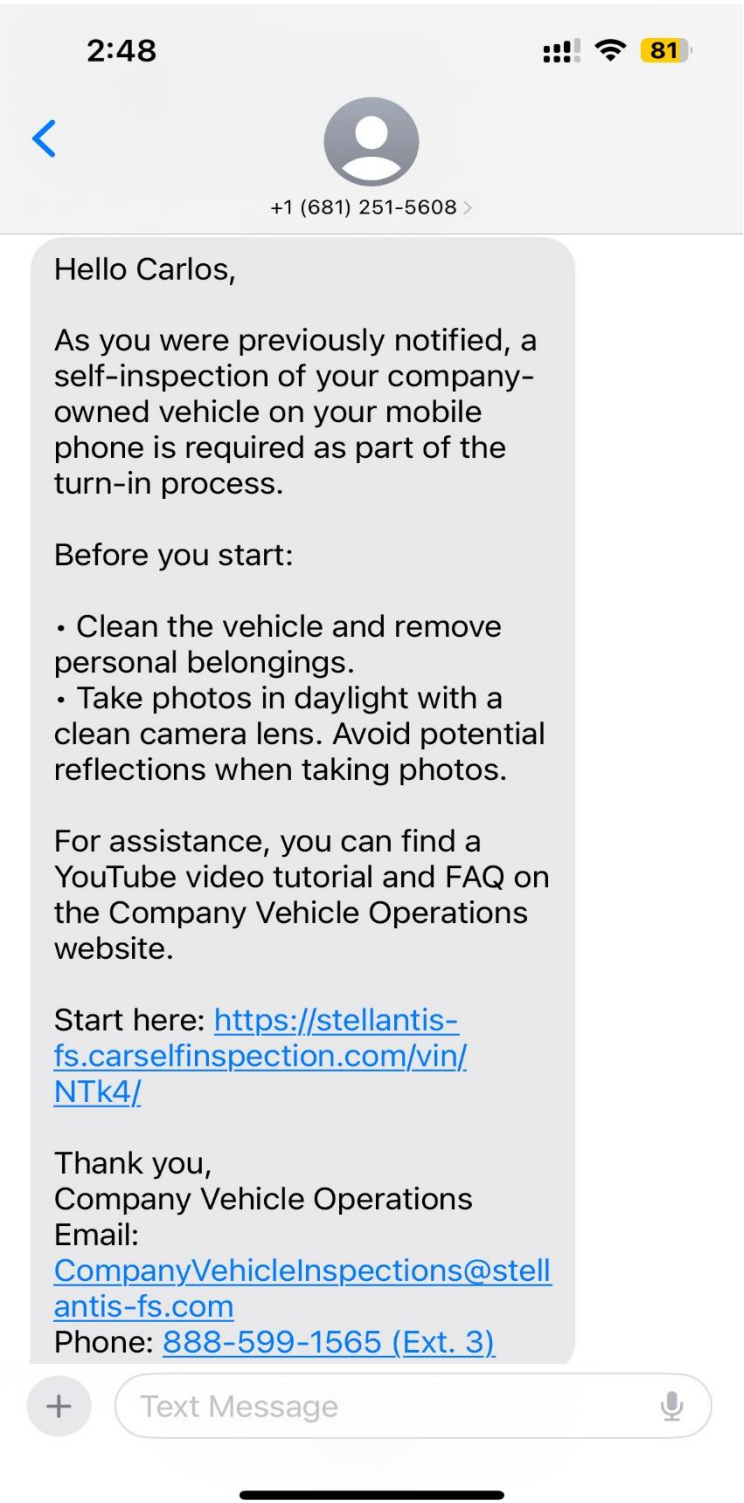 2:48
81
+1 (681) 251-5608
Hello Carlos,
As you were previously notified, a
self-inspection of your company-
owned vehicle on your mobile
phone is required as part of the
turn-in process.
Before you start:
• Clean the vehicle and remove
personal belongings.
• Take photos in daylight with a
clean camera lens. Avoid potential
reflections when taking photos.
For assistance, you can find a
YouTube video tutorial and FAQ on
the Company Vehicle Operations
website.
Start here: https://stellantis-
fs.carselfinspection.com/vin/
NTk4/
Thank you,
Company Vehicle Operations
Email:
CompanyVehicleInspections@stell
antis-fs.com
Phone: 888-599-1565 (Ext. 3)
Text Message